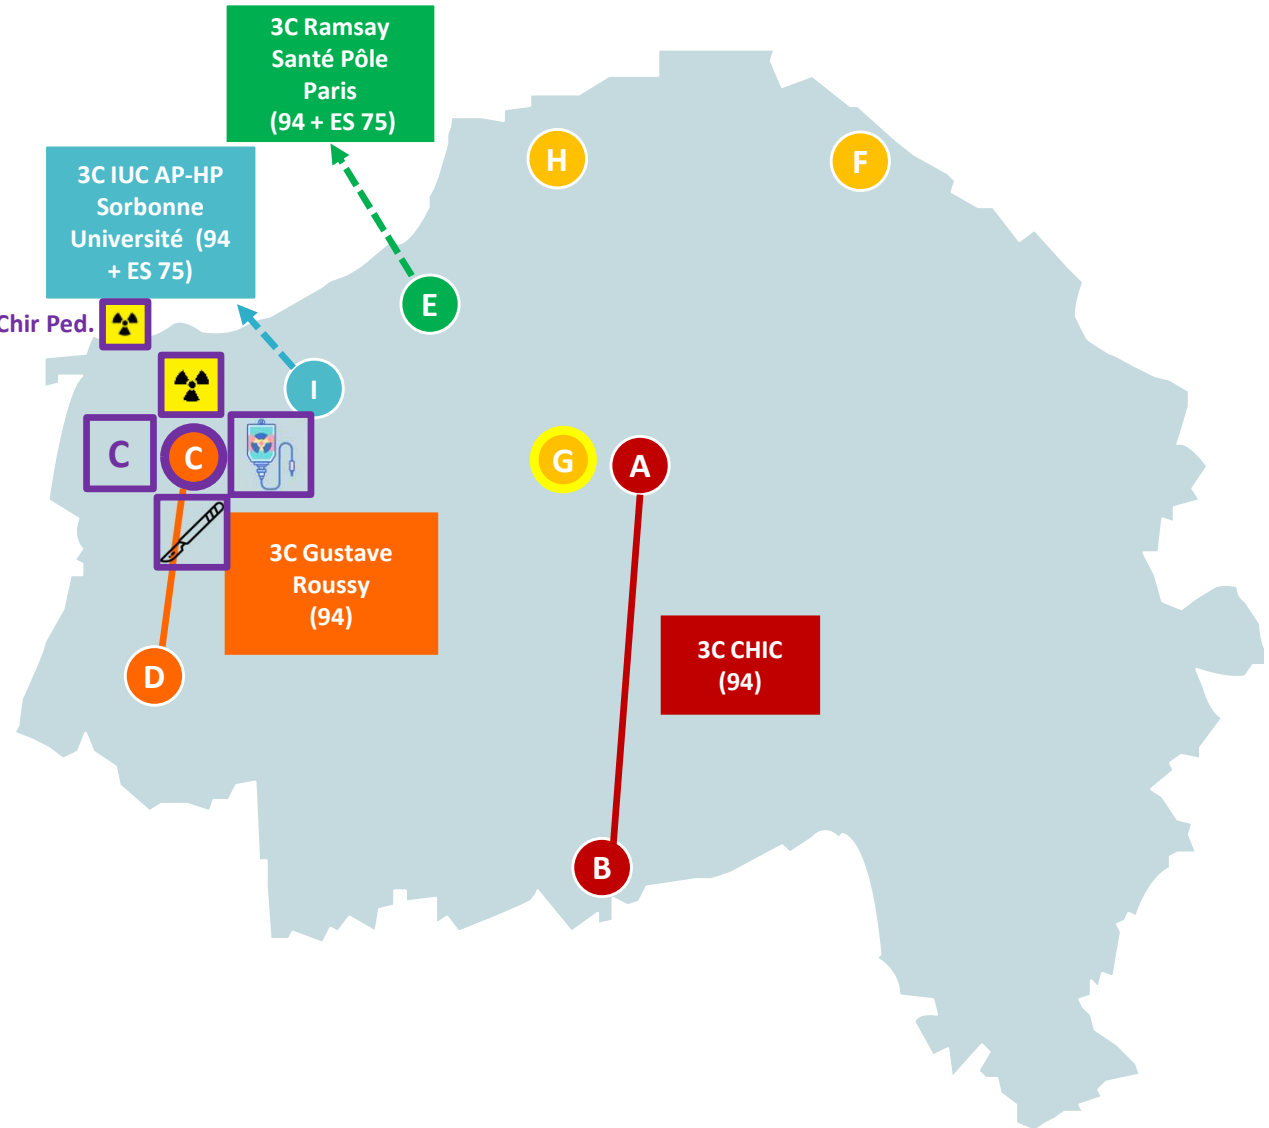 3C Ramsay
Santé Pôle
Paris
(94 + ES 75)
3C IUC AP-HP
Sorbonne
Université (94
+ ES 75)
H
F
E
Chir Ped.
I
C
C
G
A
3C Gustave
Roussy
(94)
3C CHIC
(94)
D
B